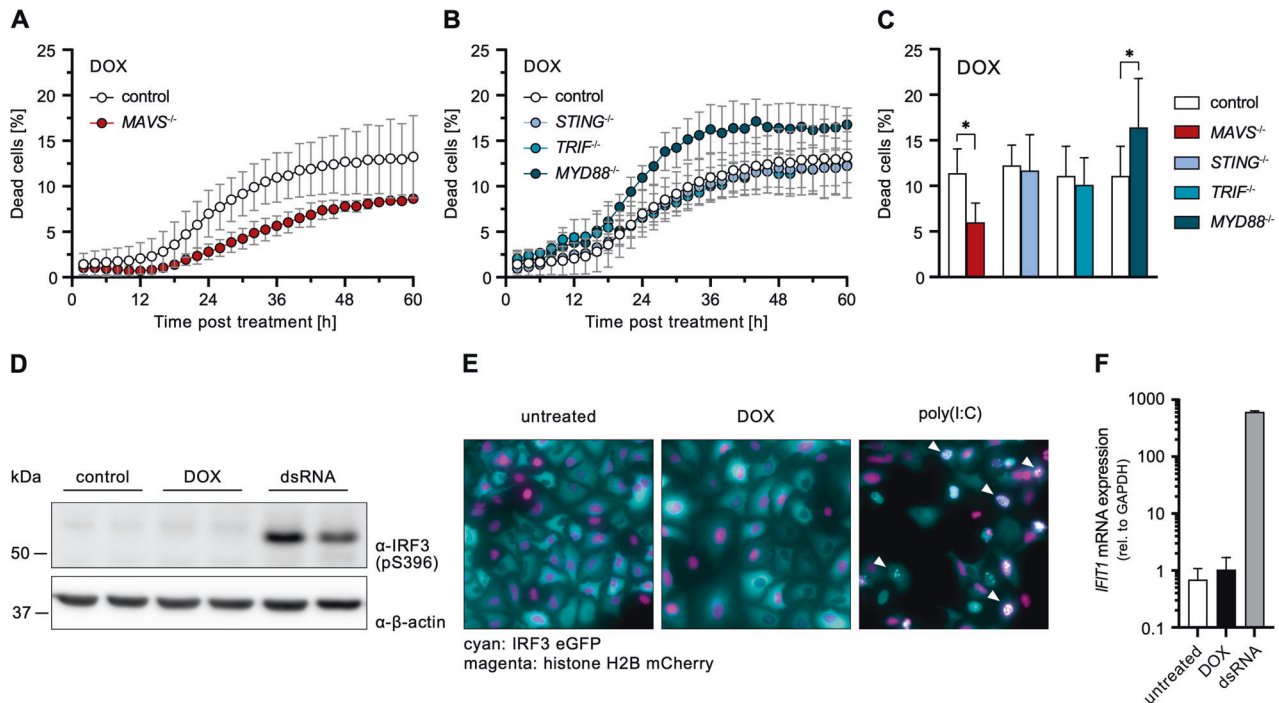 A
25
20
15
10
5
0
Dead cells [%]
DOX
control
MAVS-/-
0
12
24
36
48
60
Time post treatment [h]
B
25
20
15
10
5
0
Dead cells [%]
DOX
control
STING-/-
TRIF-/-
MYD88-/-
0
12
24
36
48
60
Time post treatment [h]
C
25
20
15
10
5
0
Dead cells [%]
DOX
*
*
control
MAVS-/-
STING-/-
TRIF-/-
MYD88-/-
D
kDa
control
DOX
dsRNA
50
37
α-IRF3
(pS396)
α-β-actin
E
untreated
DOX
poly(I:C)
cyan: IRF3 eGFP
magenta: histone H2B mCherry
F
IFIT1 mRNA expression
(rel. to GAPDH)
1000
100
10
1
0.1
untreated
DOX
dsRNA